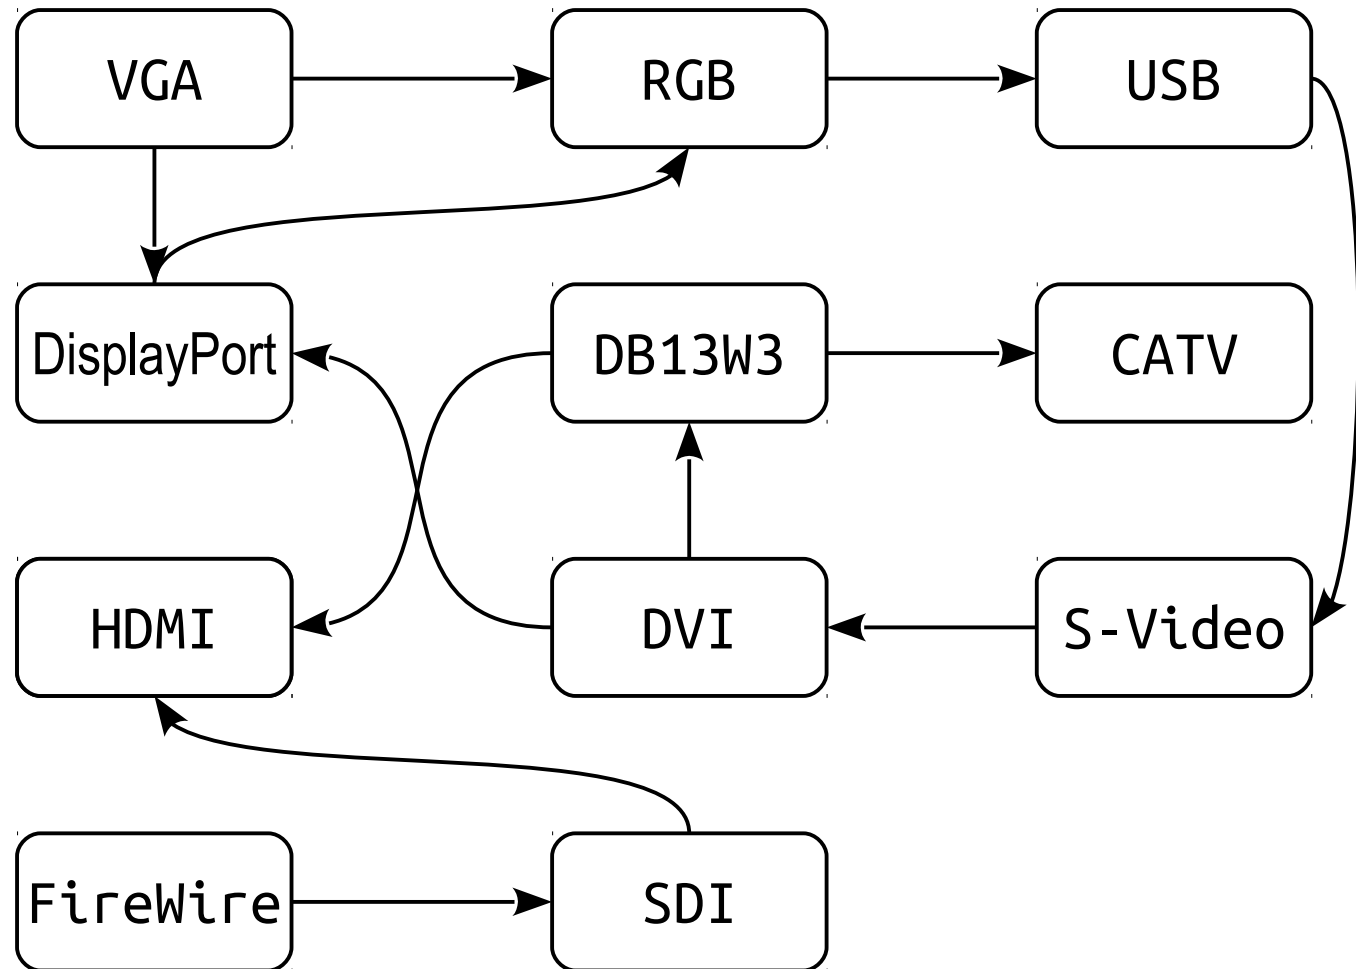 VGA
RGB
USB
DisplayPort
DB13W3
CATV
HDMI
DVI
S-Video
FireWire
SDI